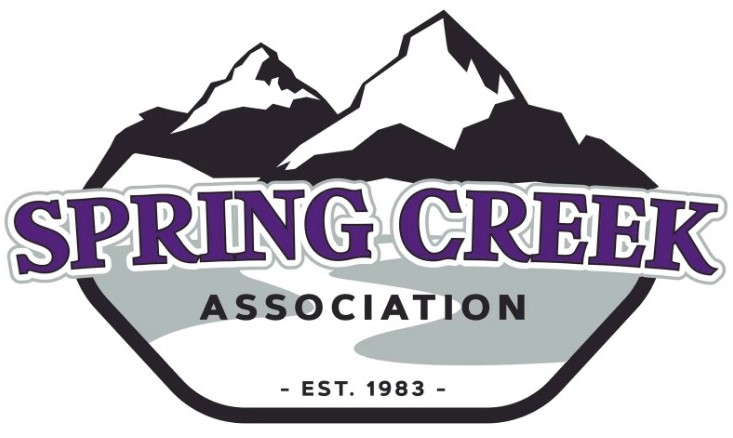 SPRING CREEK
ASSOCIATION
- EST. 1983 -